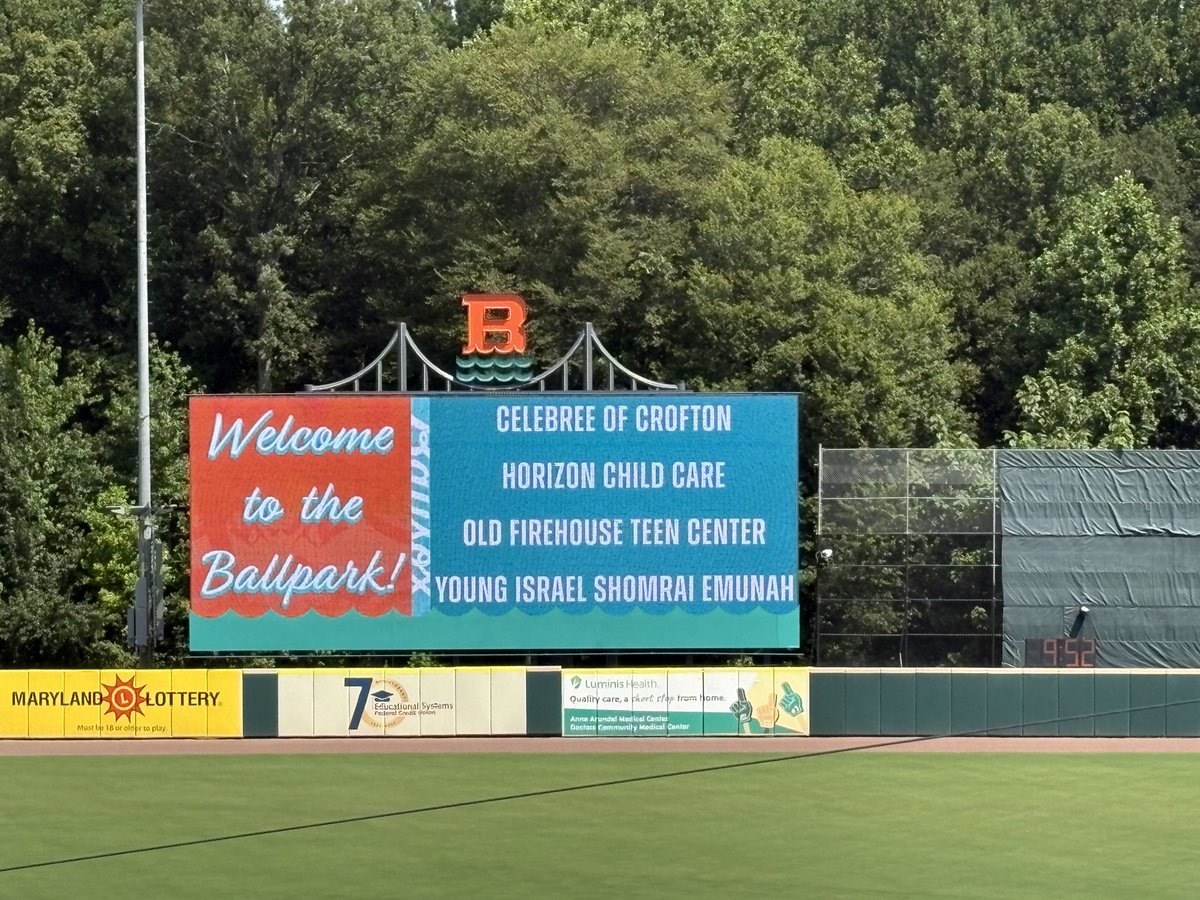 B
Welcome
to the
Ballpark!
Baysox
CELEBREE OF CROFTON
HORIZON CHILD CARE
OLD FIREHOUSE TEEN CENTER
YOUNG ISRAEL SHOMRAI EMUNAH
9:52
MARYLAND L LOTTERY
Must be 18 or older to play.
7
Educational Systems
Federal Credit Union
Luminis Health.
Quality care, a short stop from home.
Anne Arundel Medical Center
Doctors Community Medical Center